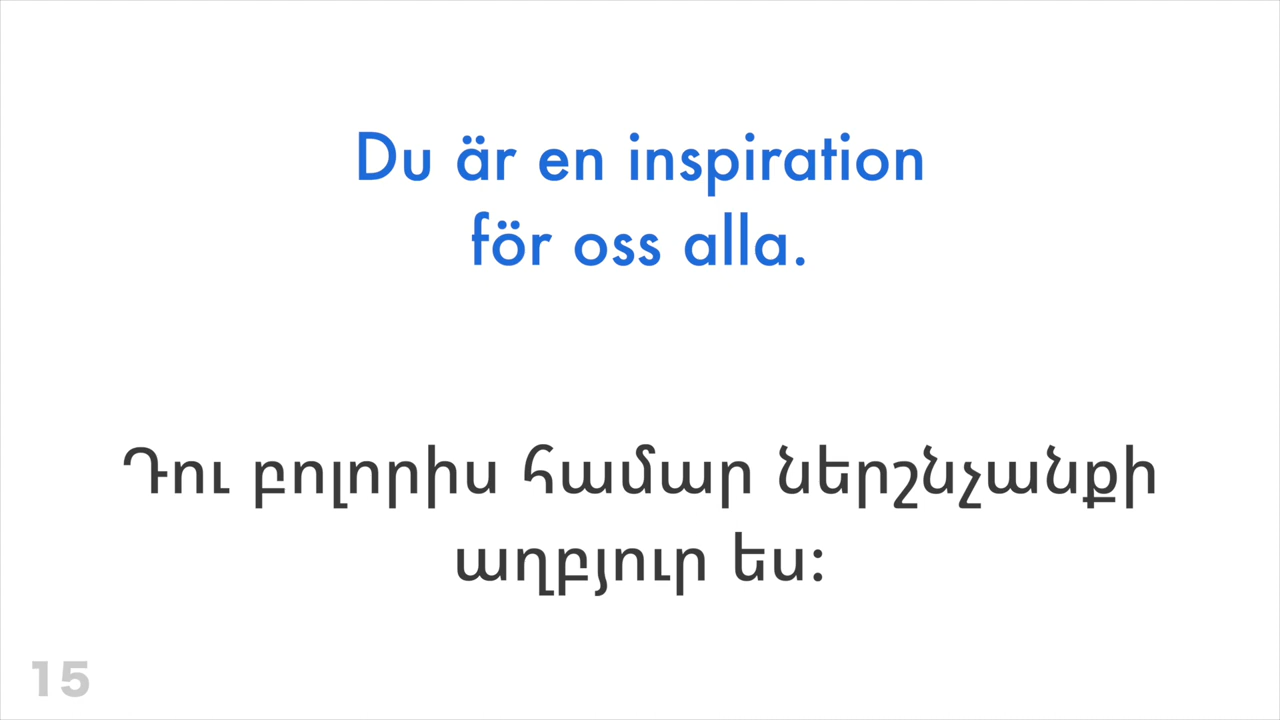 Du är en inspiration
för oss alla.
Դու բոլորիս համար ներշնչանքի
աղբյուր ես:
15